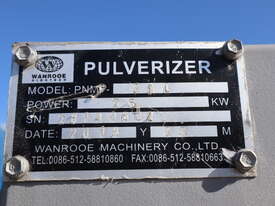 WANROOE
PULVERIZER
MODEL: PNMP
POWER: KW
SN:
DATE: Y M
WANROOE MACHINERY CO.,LTD
TEL:0086-512-58810860 FAX:0086-512-58810663